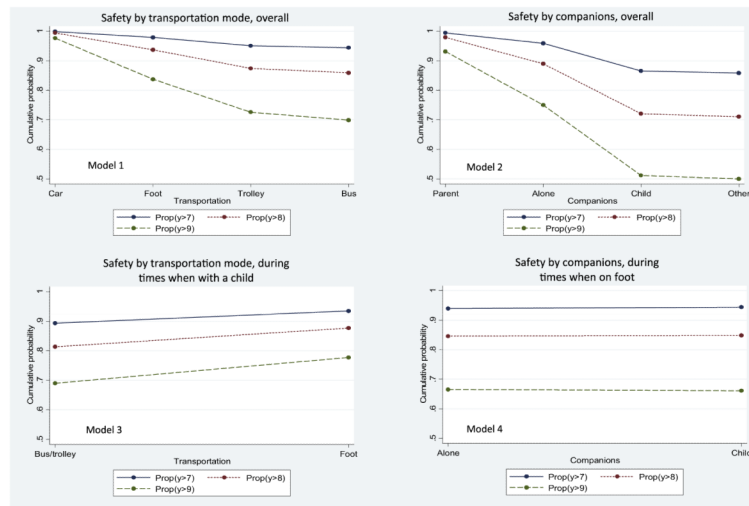 Safety by transportation mode, overall
Cumulative probability
1
.9
.8
.7
.6
.5
Model 1
Car Foot Trolley Bus
Transportation
Prop(y>7) Prop(y>8)
Prop(y>9)
Safety by companions, overall
Cumulative probability
1
.9
.8
.7
.6
.5
Model 2
Parent Alone Child Other
Companions
Prop(y>7) Prop(y>8)
Prop(y>9)
Safety by transportation mode, during
times when with a child
Cumulative probability
1
.9
.8
.7
.6
.5
Model 3
Bus/trolley Foot
Transportation
Prop(y>7) Prop(y>8)
Prop(y>9)
Safety by companions, during
times when on foot
Cumulative probability
1
.9
.8
.7
.6
.5
Model 4
Alone Child
Companions
Prop(y>7) Prop(y>8)
Prop(y>9)